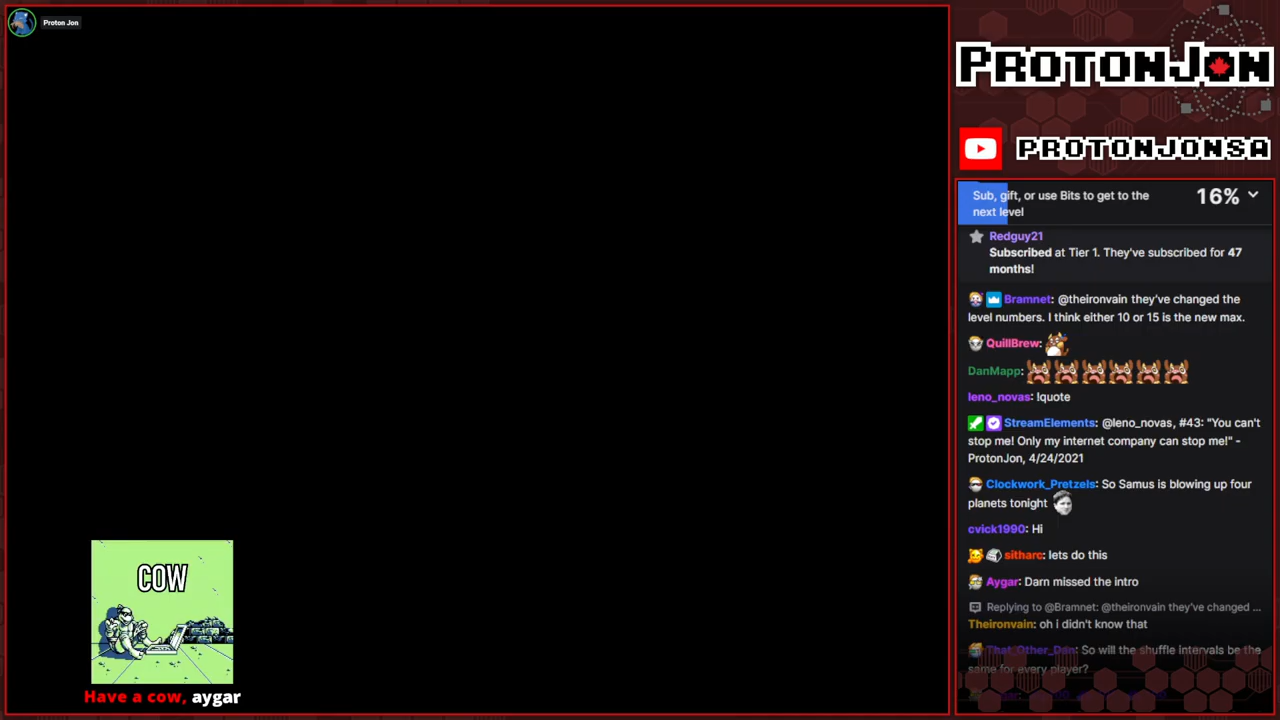 Proton Jon
PROTONJON
PROTONJONSA
Sub, gift, or use Bits to get to the
next level
16%
Redguy21
Subscribed at Tier 1. They've subscribed for 47
months!
Bramnet: @theironvain they've changed the
level numbers. I think either 10 or 15 is the new max.
QuillBrew:
DanMapp:
leno_novas: !quote
StreamElements: @leno_novas, #43: "You can't
stop me! Only my internet company can stop me!" -
ProtonJon, 4/24/2021
Clockwork_Pretzels: So Samus is blowing up four
planets tonight
cvick1990: Hi
sitharc: lets do this
Aygar: Darn missed the intro
Replying to @Bramnet: @theironvain they've changed ...
Theironvain: oh i didn't know that
That_Other_Dan: So will the shuffle intervals be the
same for every player?
COW
Have a cow, aygar